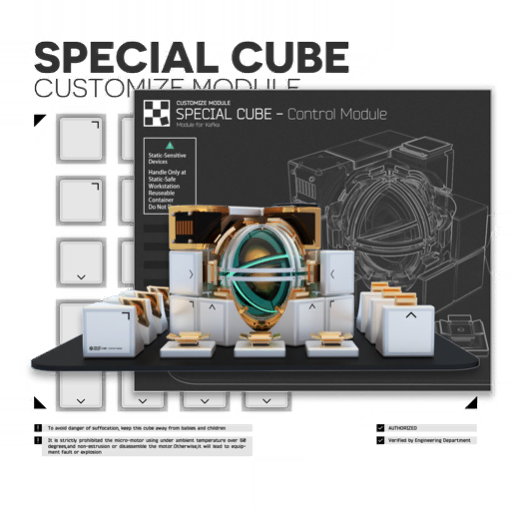 SPECIAL CUBE
CUSTOMIZE MODULE
CUSTOMIZE MODULE
SPECIAL CUBE – Control Module
Module for Kafka
Static-Sensitive
Devices
Handle Only at
Static-Safe
Workstation
Reuseable
Container
Do Not
To avoid danger of suffocation, keep this cube away from babies and children
It is strictly prohibited the micro-motor using under ambient temperature over 60
degrees,and non-extrusion or disassemble the motor.Otherwise,it will lead to equip-
ment fault or explosion
AUTHORIZED
Verified by Engineering Department